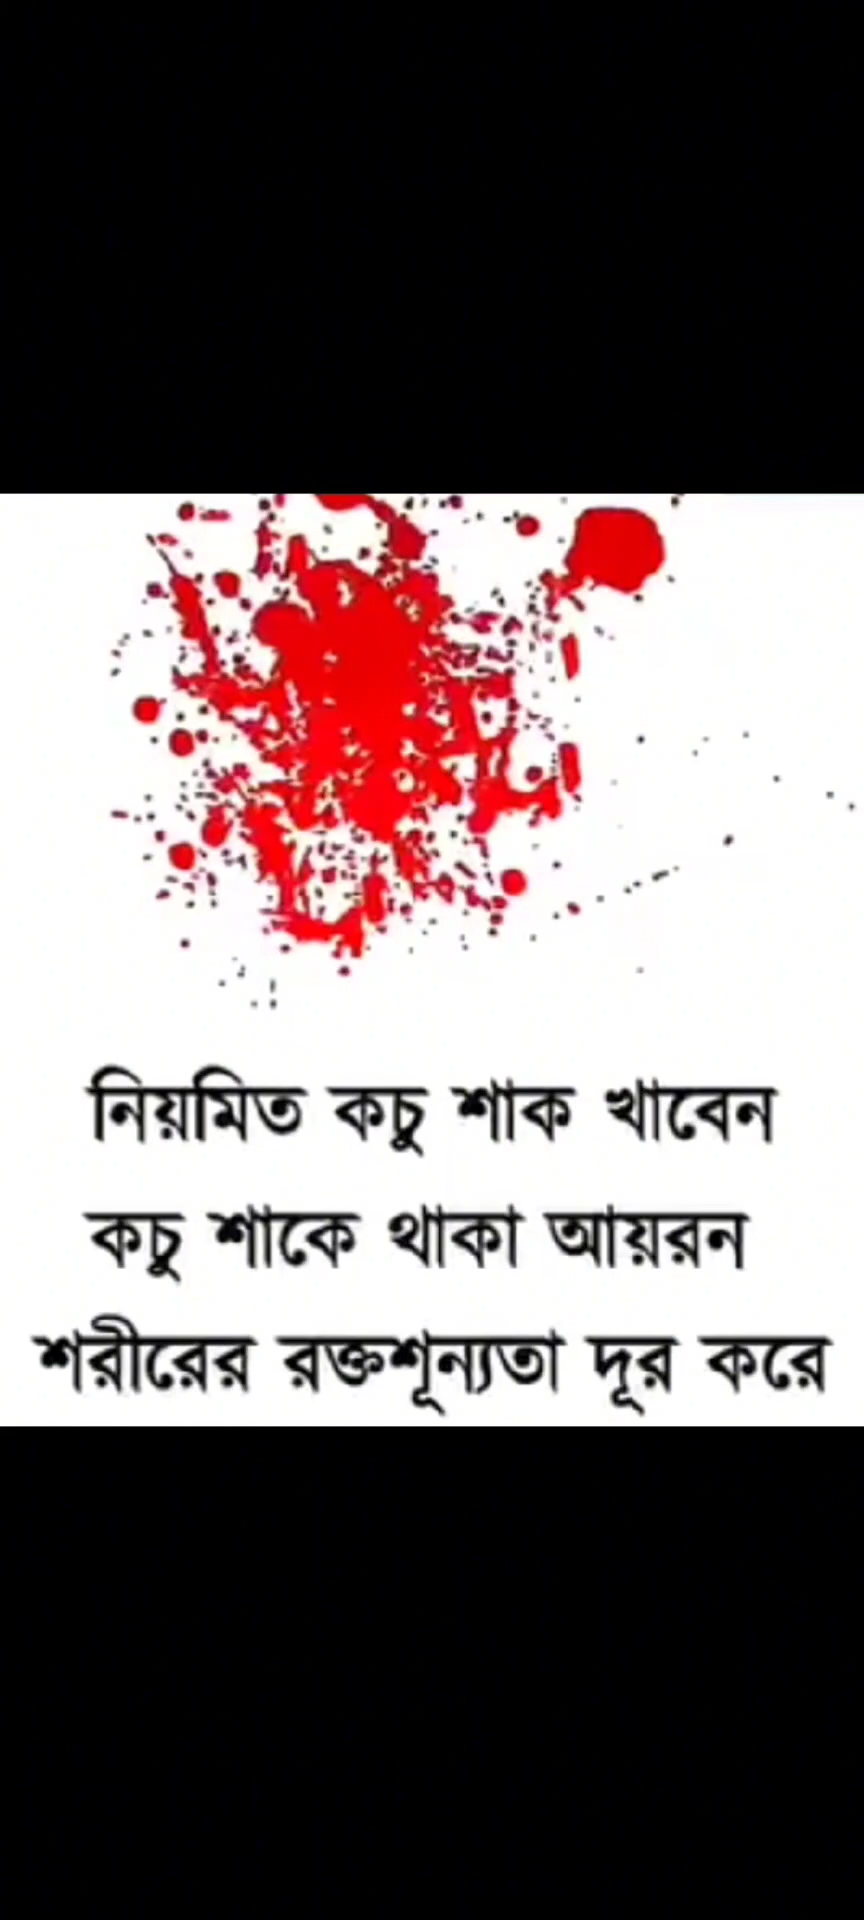 নিয়মিত কচু শাক খাবেন
কচু শাকে থাকা আয়রন
শরীরের রক্তশূন্যতা দূর করে